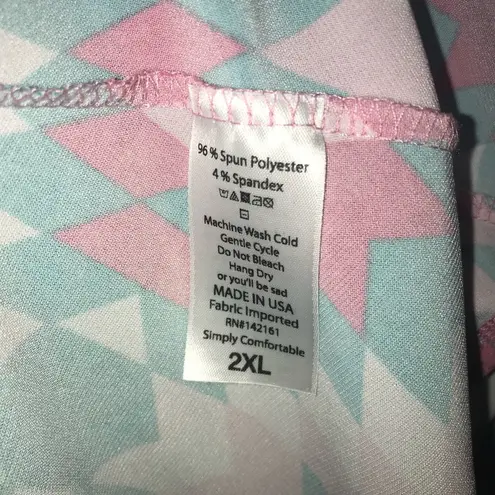 96% Spun Polyester
4% Spandex
Machine Wash Cold
Gentle Cycle
Do Not Bleach
Hang Dry
or you'll be sad
MADE IN USA
Fabric Imported
RN#142161
Simply Comfortable
2XL